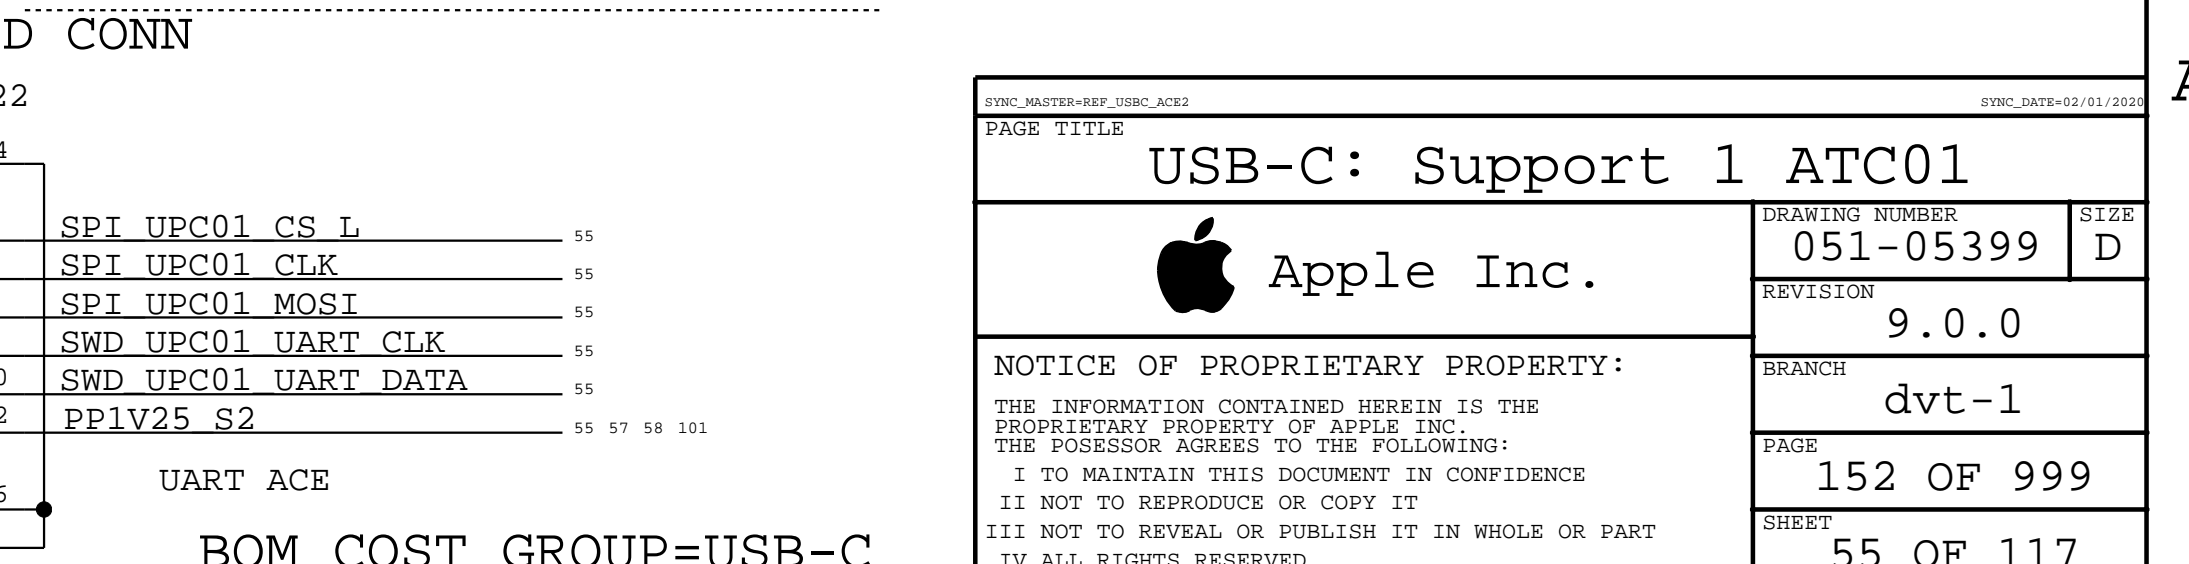 D CONN
22
4
SPI_UPC01_CS_L 55
SPI_UPC01_CLK 55
SPI_UPC01_MOSI 55
SWD_UPC01_UART_CLK 55
0 SWD_UPC01_UART_DATA 55
2 PP1V25_S2 55 57 58 101
UART ACE
6
BOM_COST_GROUP=USB-C
A
SYNC_MASTER=REF_USBC_ACE2 SYNC_DATE=02/01/2020
PAGE TITLE
USB-C: Support 1 ATC01
Apple Inc.
DRAWING NUMBER
051-05399
SIZE
D
REVISION
9.0.0
BRANCH
dvt-1
PAGE
152 OF 999
SHEET
55 OF 117
NOTICE OF PROPRIETARY PROPERTY:
THE INFORMATION CONTAINED HEREIN IS THE
PROPRIETARY PROPERTY OF APPLE INC.
THE POSESSOR AGREES TO THE FOLLOWING:
I TO MAINTAIN THIS DOCUMENT IN CONFIDENCE
II NOT TO REPRODUCE OR COPY IT
III NOT TO REVEAL OR PUBLISH IT IN WHOLE OR PART
IV ALL RIGHTS RESERVED